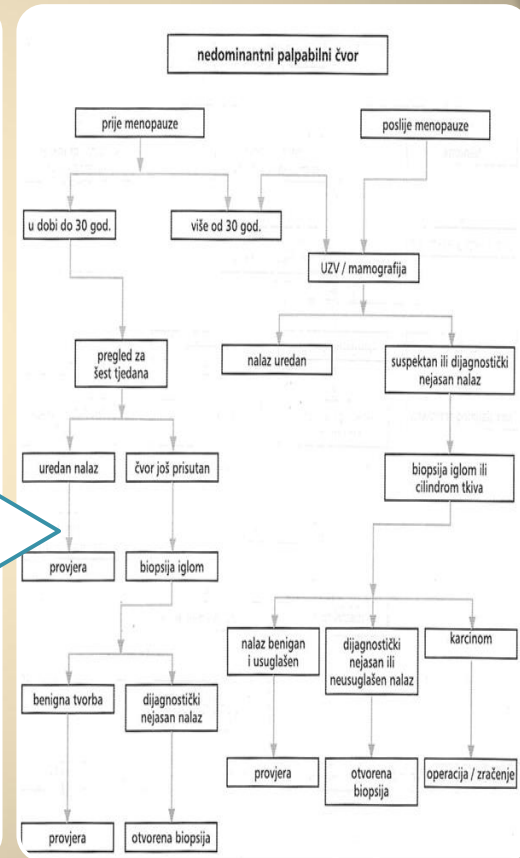 nedominantni palpabilni čvor
prije menopauze
poslije menopauze
u dobi do 30 god.
više od 30 god.
UZV / mamografija
pregled za
šest tjedana
nalaz uredan
suspektan ili dijagnostički
nejasan nalaz
uredan nalaz
čvor još prisutan
biopsija iglom ili
cilindrom tkiva
provjera
biopsija iglom
nalaz benigan
i usuglašen
dijagnostički
nejasan ili
neusuglašen nalaz
karcinom
benigna tvorba
dijagnostički
nejasan nalaz
provjera
otvorena
biopsija
operacija / zračenje
provjera
otvorena biopsija